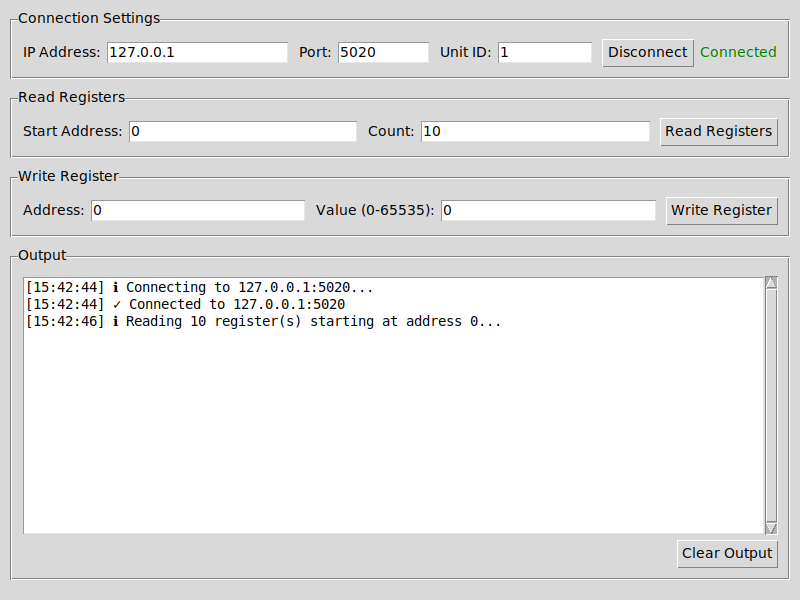 Connection Settings
IP Address: 127.0.0.1 Port: 5020 Unit ID: 1 Disconnect Connected
Read Registers
Start Address: 0 Count: 10 Read Registers
Write Register
Address: 0 Value (0-65535): 0 Write Register
Output
[15:42:44] ℹ Connecting to 127.0.0.1:5020...
[15:42:44] ✓ Connected to 127.0.0.1:5020
[15:42:46] ℹ Reading 10 register(s) starting at address 0...
Clear Output